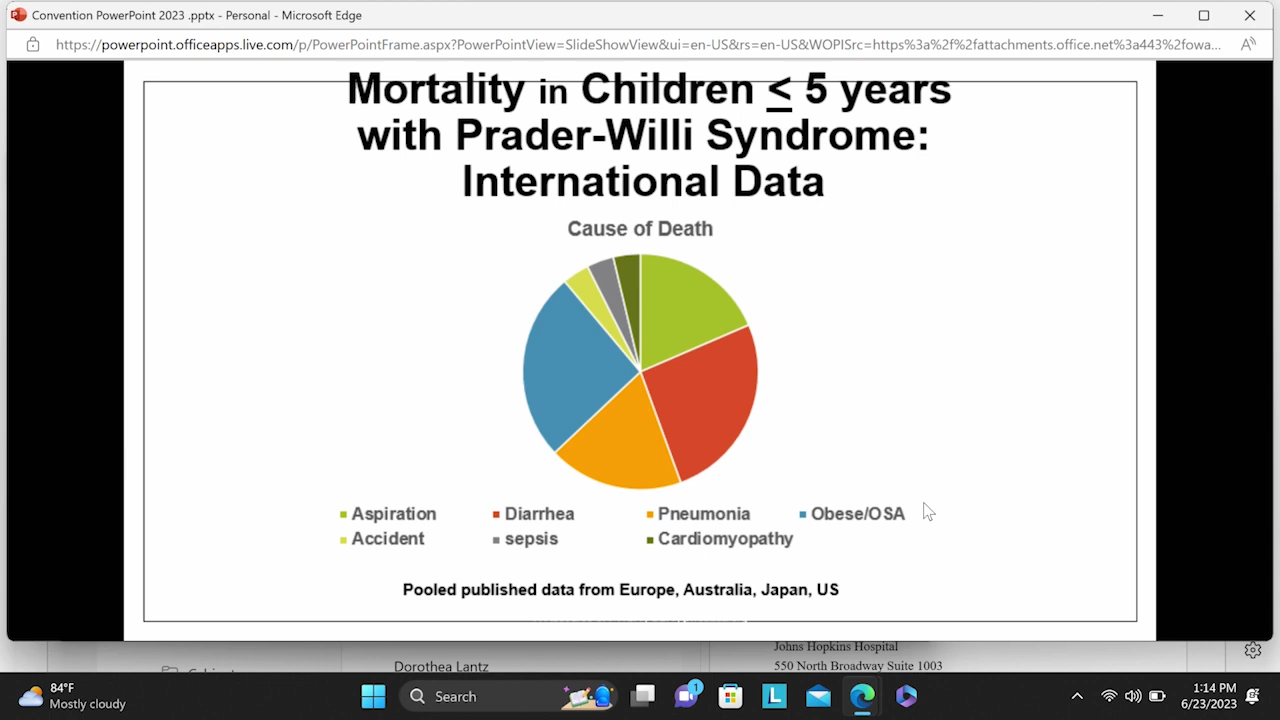 Convention PowerPoint 2023 .pptx - Personal - Microsoft Edge
https://powerpoint.officeapps.live.com/p/PowerPointFrame.aspx?PowerPointView=SlideShowView&ui=en-US&rs=en-US&WOPISrc=https%3a%2f%2fattachments.office.net%3a443%2fowa...
Mortality in Children ≤ 5 years
with Prader-Willi Syndrome:
International Data
Cause of Death
Aspiration Diarrhea Pneumonia Obese/OSA
Accident sepsis Cardiomyopathy
Pooled published data from Europe, Australia, Japan, US
Johns Hopkins Hospital
Dorothea Lantz
550 North Broadway Suite 1003
84°F
Mostly cloudy
Search
1
L
1:14 PM
6/23/2023